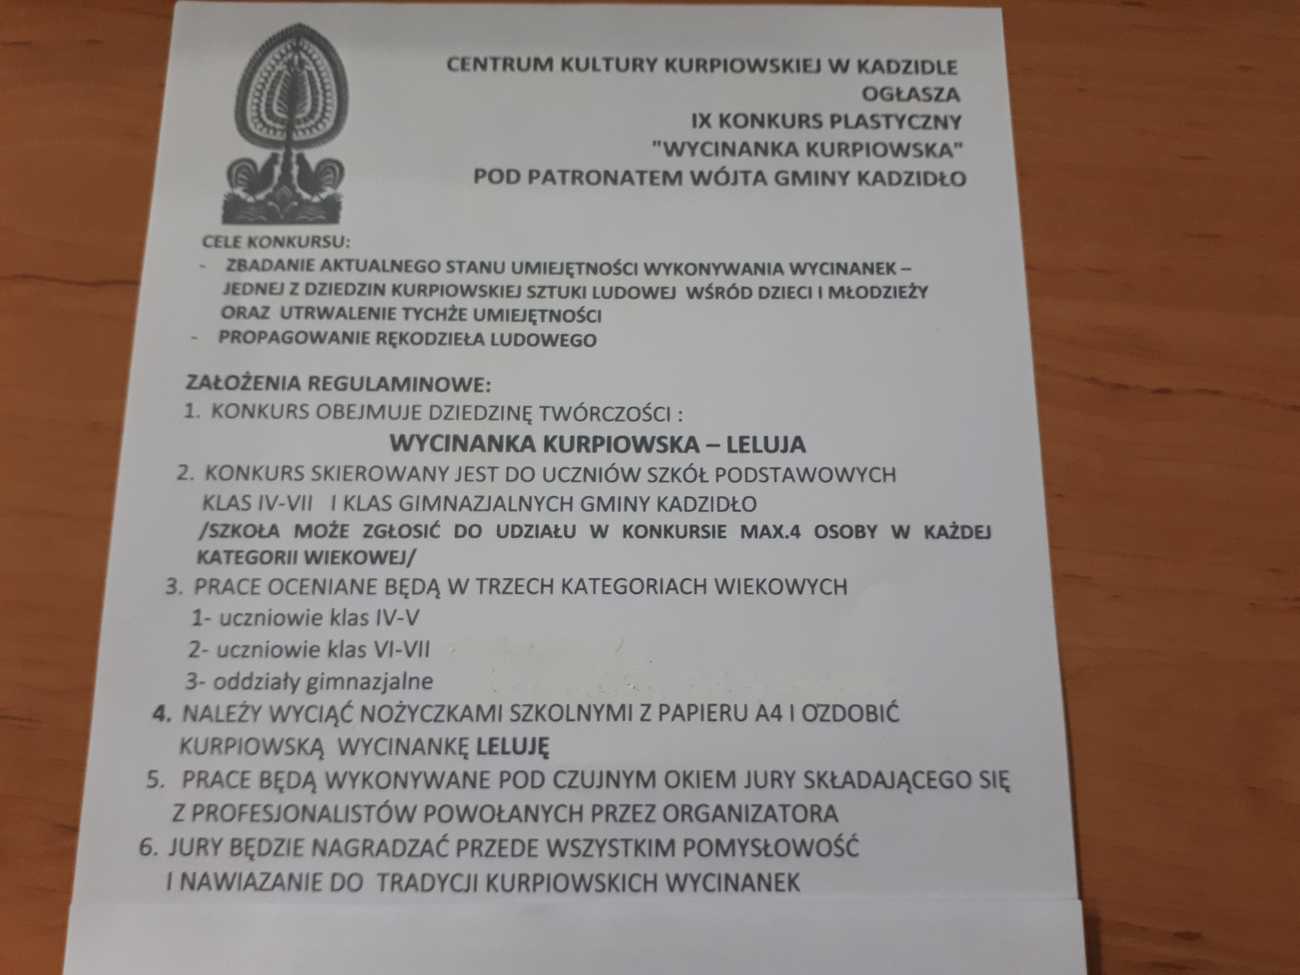 CENTRUM KULTURY KURPIOWSKIEJ W KADZIDLE
OGŁASZA
IX KONKURS PLASTYCZNY
"WYCINANKA KURPIOWSKA"
POD PATRONATEM WÓJTA GMINY KADZIDŁO
CELE KONKURSU:
- ZBADANIE AKTUALNEGO STANU UMIEJĘTNOŚCI WYKONYWANIA WYCINANEK –
JEDNEJ Z DZIEDZIN KURPIOWSKIEJ SZTUKI LUDOWEJ WŚRÓD DZIECI I MŁODZIEŻY
ORAZ UTRWALENIE TYCHŻE UMIEJĘTNOŚCI
- PROPAGOWANIE RĘKODZIEŁA LUDOWEGO
ZAŁOŻENIA REGULAMINOWE:
1. KONKURS OBEJMUJE DZIEDZINĘ TWÓRCZOŚCI :
WYCINANKA KURPIOWSKA – LELUJA
2. KONKURS SKIEROWANY JEST DO UCZNIÓW SZKÓŁ PODSTAWOWYCH
KLAS IV-VII I KLAS GIMNAZJALNYCH GMINY KADZIDŁO
/SZKOŁA MOŻE ZGŁOSIĆ DO UDZIAŁU W KONKURSIE MAX.4 OSOBY W KAŻDEJ
KATEGORII WIEKOWEJ/
3. PRACE OCENIANE BĘDĄ W TRZECH KATEGORIACH WIEKOWYCH
1- uczniowie klas IV-V
2- uczniowie klas VI-VII
3- oddziały gimnazjalne
4. NALEŻY WYCIĄĆ NOŻYCZKAMI SZKOLNYMI Z PAPIERU A4 I OZDOBIĆ
KURPIOWSKĄ WYCINANKĘ LELUJĘ
5. PRACE BĘDĄ WYKONYWANE POD CZUJNYM OKIEM JURY SKŁADAJĄCEGO SIĘ
Z PROFESJONALISTÓW POWOŁANYCH PRZEZ ORGANIZATORA
6. JURY BĘDZIE NAGRADZAĆ PRZEDE WSZYSTKIM POMYSŁOWOŚĆ
I NAWIAZANIE DO TRADYCJI KURPIOWSKICH WYCINANEK